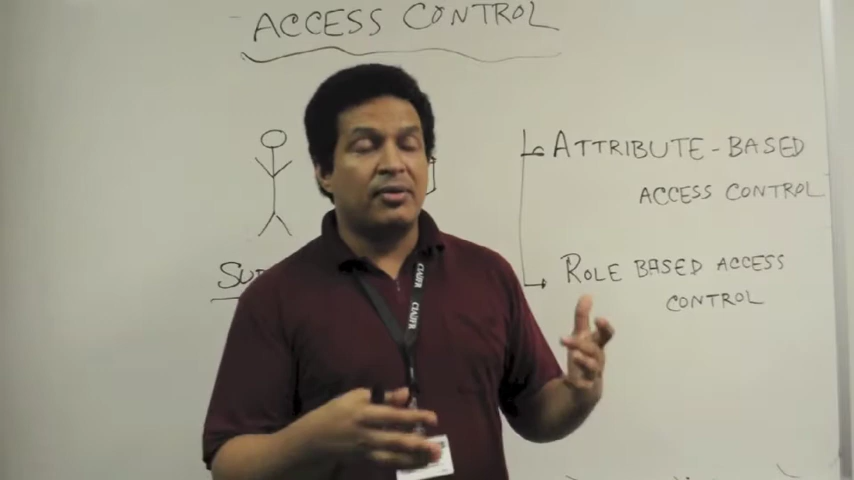 ACCESS CONTROL
ATTRIBUTE-BASED
ACCESS CONTROL
ROLE BASED ACCESS
CONTROL